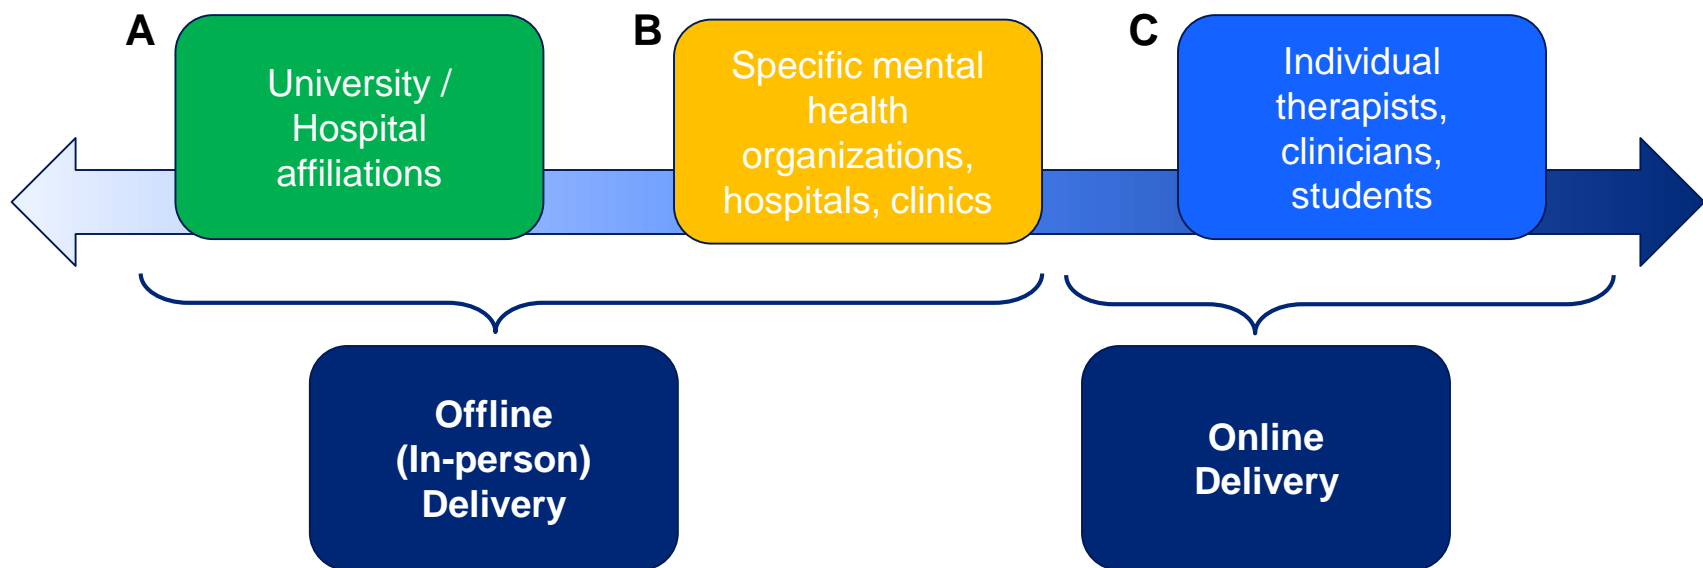 A
University /
Hospital
affiliations
B
Specific mental
health
organizations,
hospitals, clinics
C
Individual
therapists,
clinicians,
students
Offline
(In-person)
Delivery
Online
Delivery